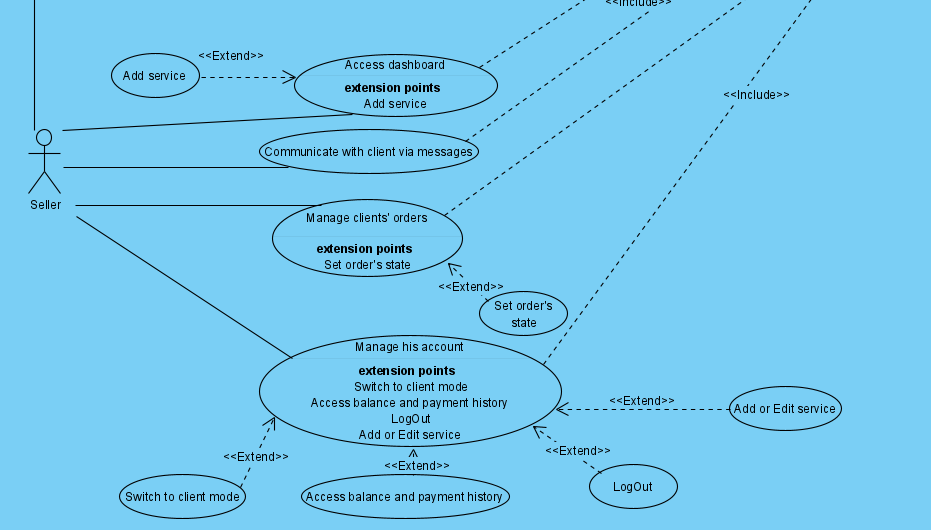 <<Include>>
<<Extend>>
Add service
Access dashboard
extension points
Add service
<<Include>>
Communicate with client via messages
Seller
Manage clients' orders
extension points
Set order's state
<<Extend>>
Set order's
state
Manage his account
extension points
Switch to client mode
Access balance and payment history
LogOut
Add or Edit service
<<Extend>>
Add or Edit service
<<Extend>>
<<Extend>>
<<Extend>>
Switch to client mode
Access balance and payment history
LogOut